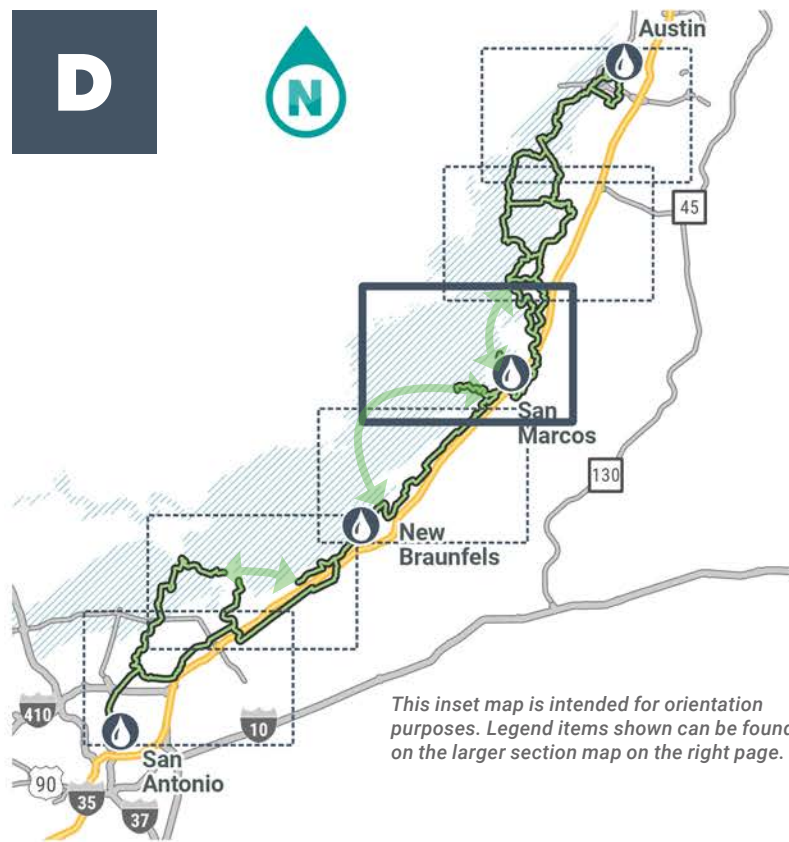 D
N
Austin
45
San
Marcos
130
New
Braunfels
This inset map is intended for orientation
purposes. Legend items shown can be found
on the larger section map on the right page.
410
10
San
Antonio
90
35
37